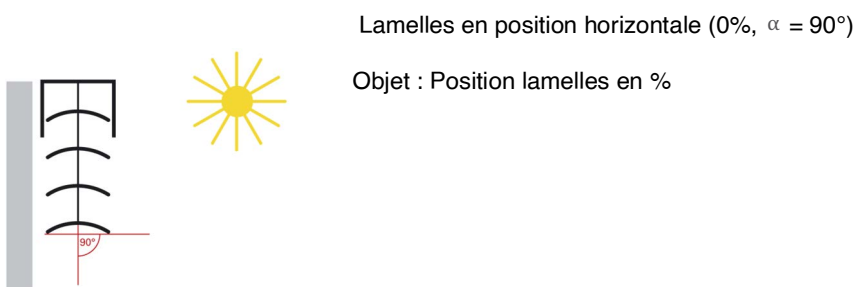 Lamelles en position horizontale (0%, α = 90°)
Objet : Position lamelles en %
90°